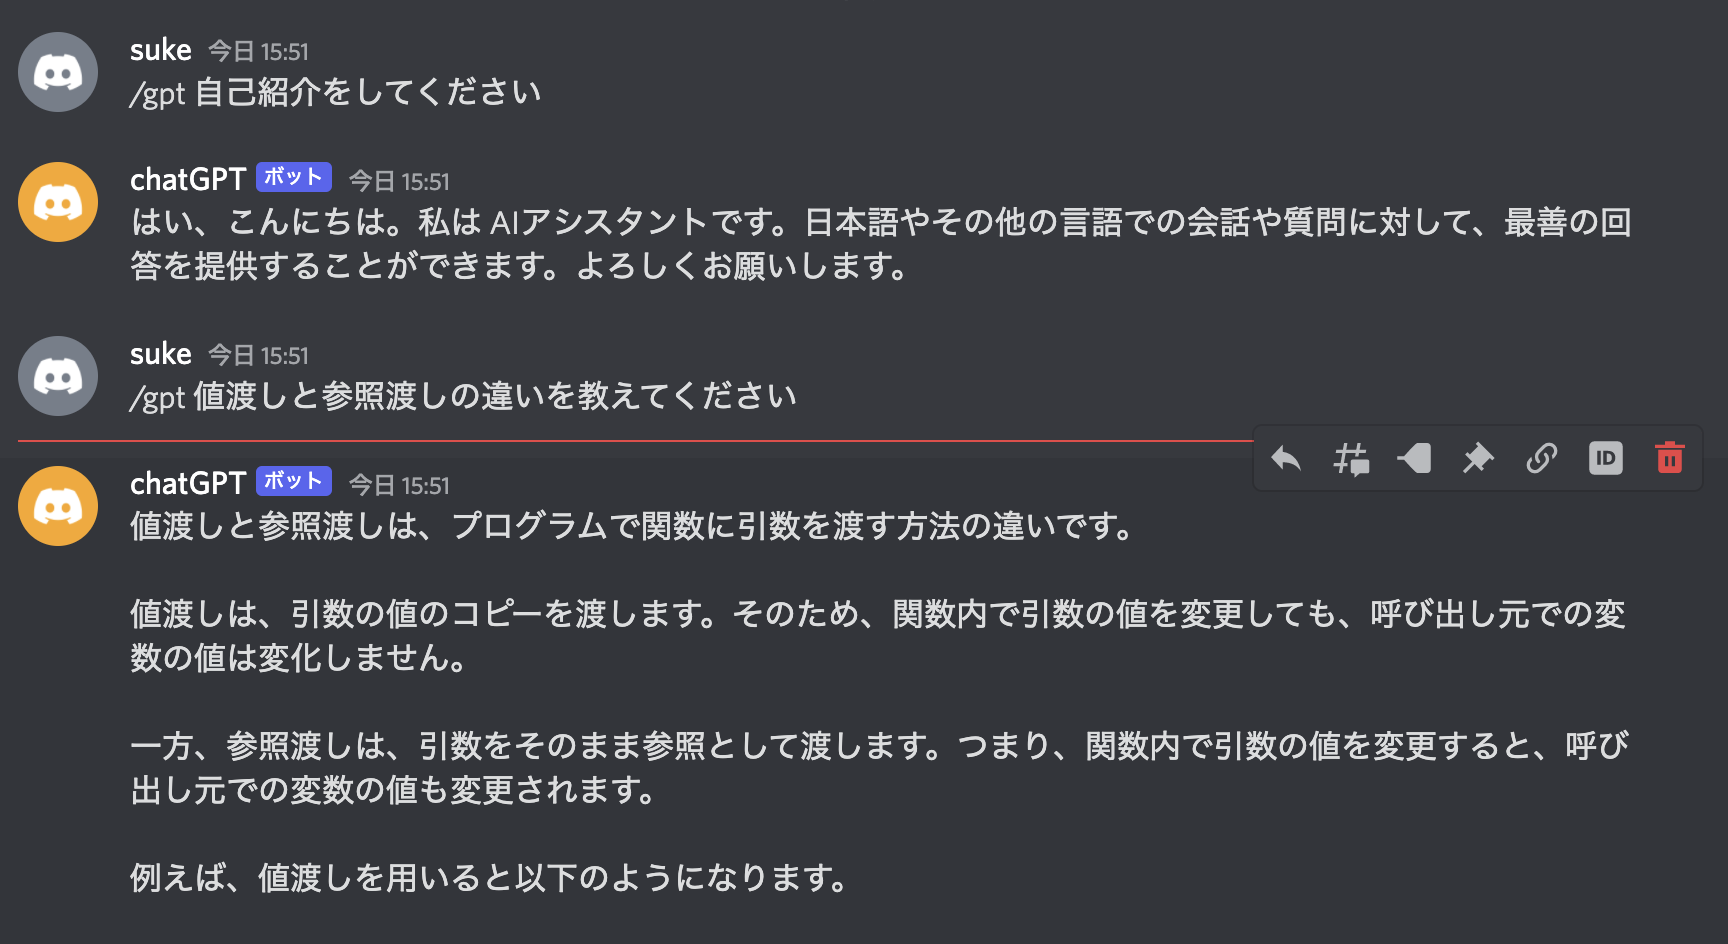 suke 今日 15:51
/gpt 自己紹介をしてください
chatGPT ボット 今日 15:51
はい、こんにちは。私は AIアシスタントです。日本語やその他の言語での会話や質問に対して、最善の回
答を提供することができます。よろしくお願いします。
suke 今日 15:51
/gpt 値渡しと参照渡しの違いを教えてください
ID
chatGPT ボット 今日 15:51
値渡しと参照渡しは、プログラムで関数に引数を渡す方法の違いです。
値渡しは、引数の値のコピーを渡します。そのため、関数内で引数の値を変更しても、呼び出し元での変
数の値は変化しません。
一方、参照渡しは、引数をそのまま参照として渡します。つまり、関数内で引数の値を変更すると、呼び
出し元での変数の値も変更されます。
例えば、値渡しを用いると以下のようになります。